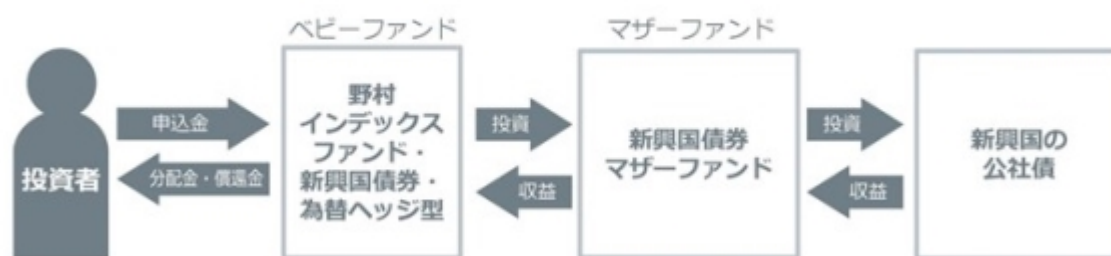 ベビーファンド
マザーファンド
投資者
申込金
分配金・償還金
野村
インデックス
ファンド・
新興国債券・
為替ヘッジ型
投資
収益
新興国債券
マザーファンド
投資
収益
新興国の
公社債